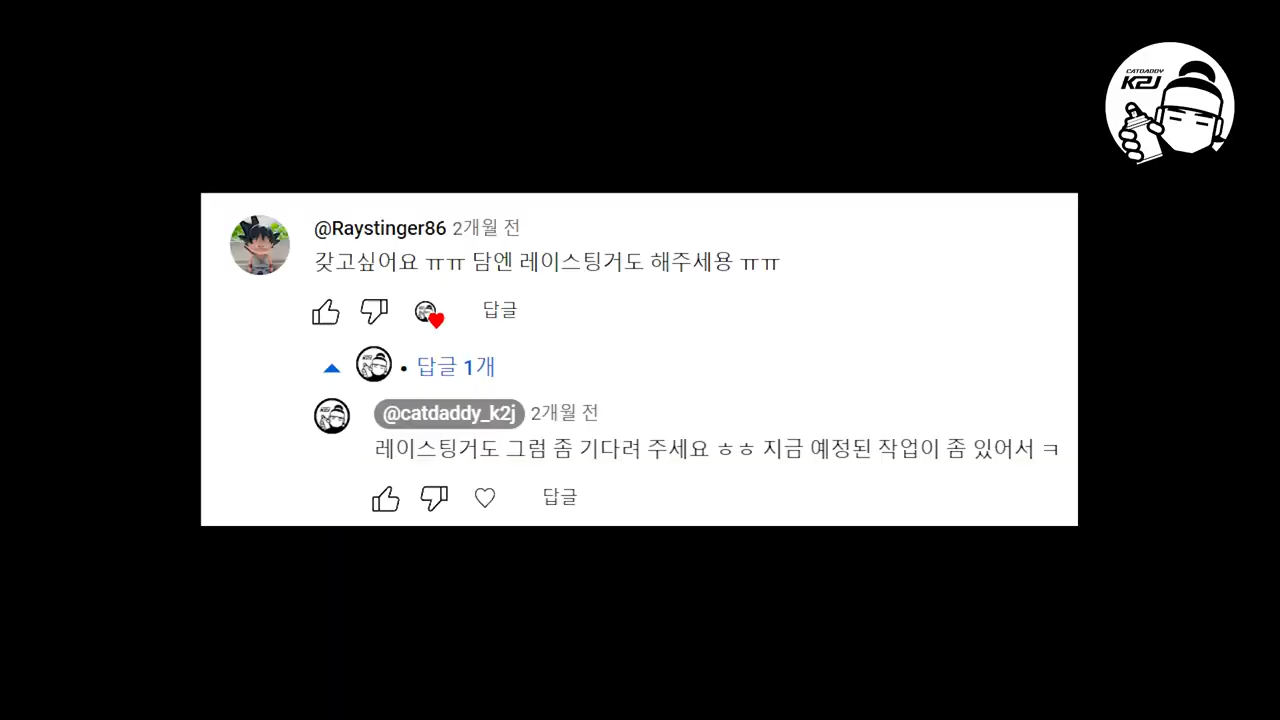 CATDADDY
K2J
@Raystinger86 2개월 전
갖고싶어요 ㅠㅠ 담엔 레이스팅거도 해주세용 ㅠㅠ
답글
• 답글 1개
@catdaddy_k2j 2개월 전
레이스팅거도 그럼 좀 기다려 주세요 ㅎㅎ 지금 예정된 작업이 좀 있어서 ㅋ
답글